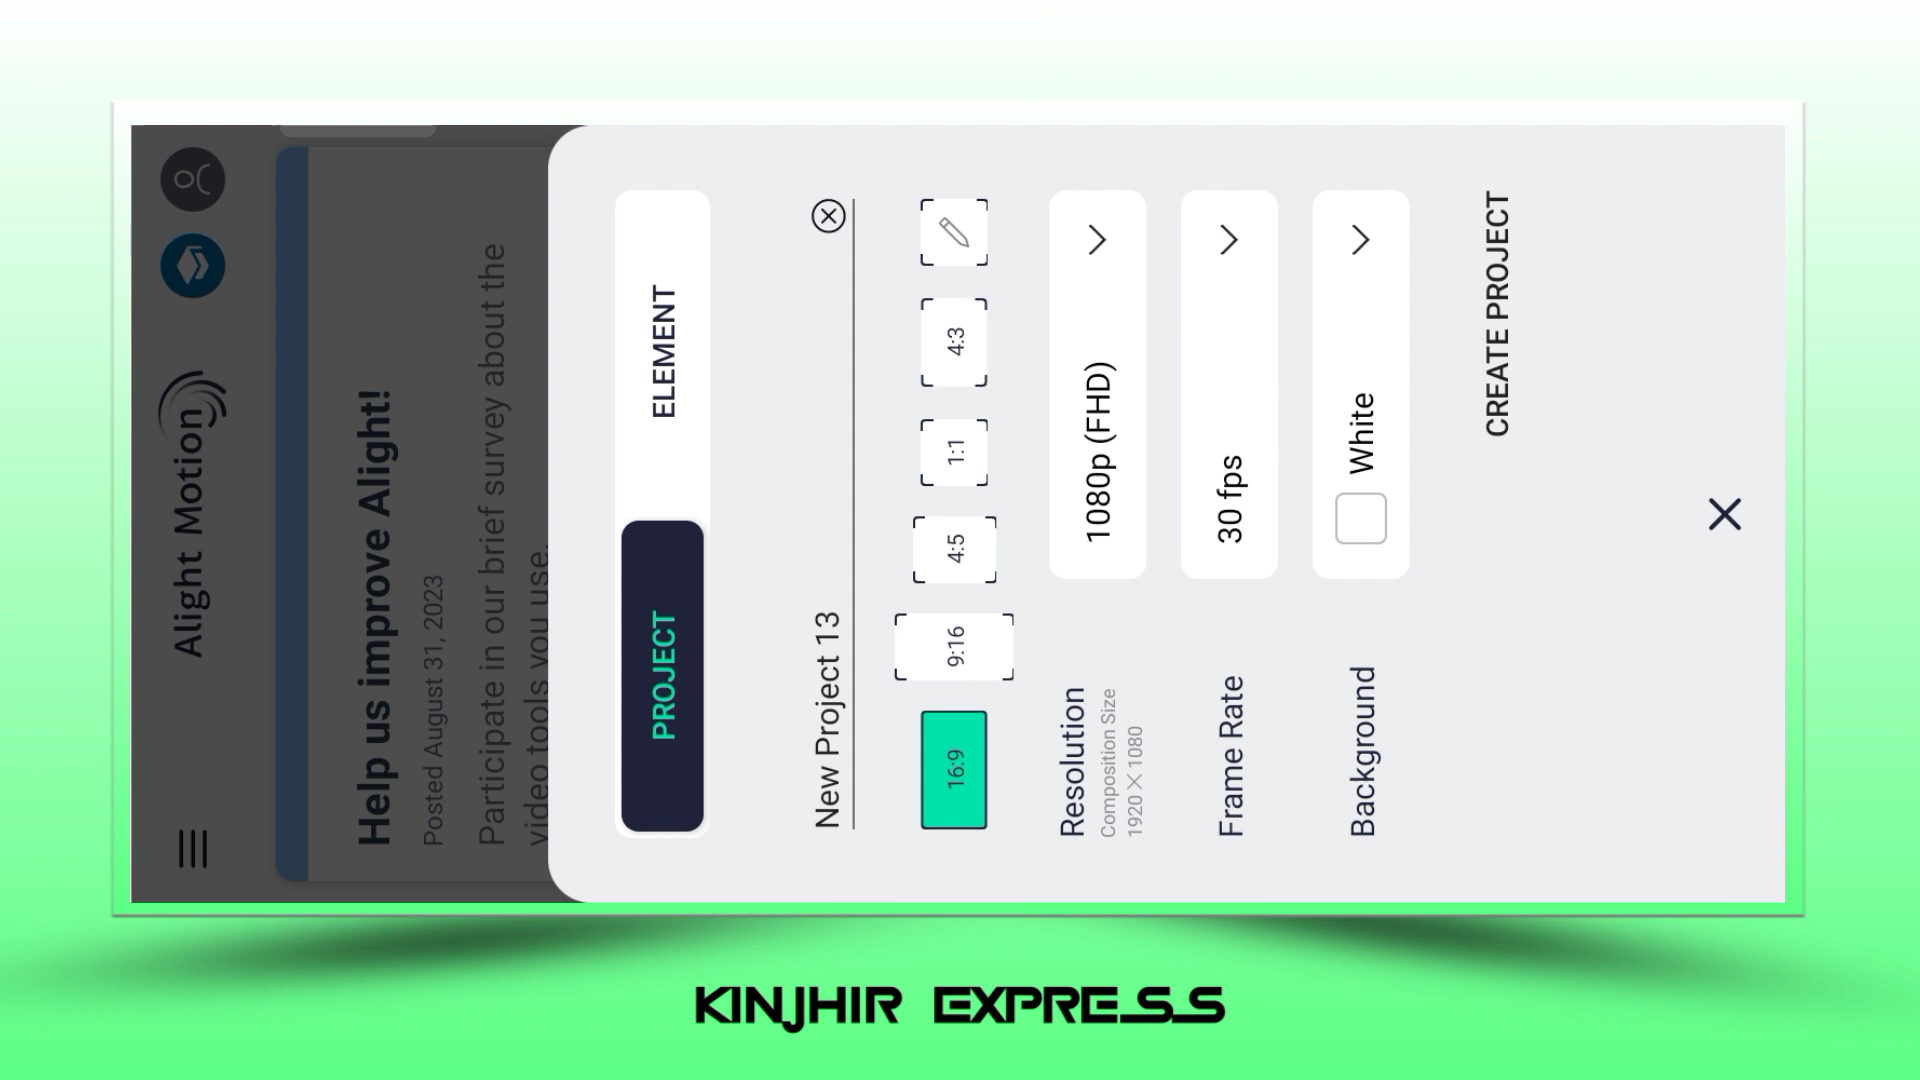 Alight Motion
Help us improve Alight!
Posted August 31, 2023
Participate in our brief survey about the
video tools you use.
PROJECT
ELEMENT
New Project 13
16:9
9:16
4:5
1:1
4:3
Resolution
Composition Size
1920 × 1080
1080p (FHD)
Frame Rate
30 fps
Background
White
CREATE PROJECT
KINJHIR EXPRESS